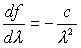 df/dλ = − c/λ²